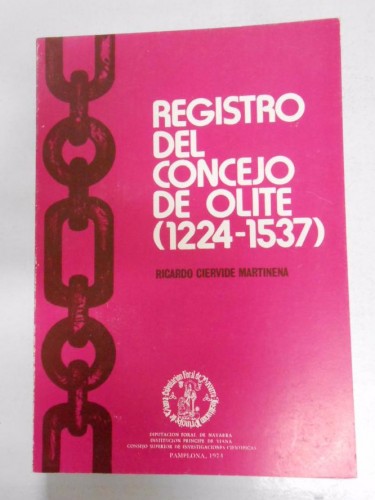 REGISTRO
DEL
CONCEJO
DE OLITE
(1224-1537)
RICARDO CIERVIDE MARTINENA
DIPUTACION FORAL DE NAVARRA
INSTITUCION PRINCIPE DE VIANA
CONSEJO SUPERIOR DE INVESTIGACIONES CIENTIFICAS
PAMPLONA, 1974